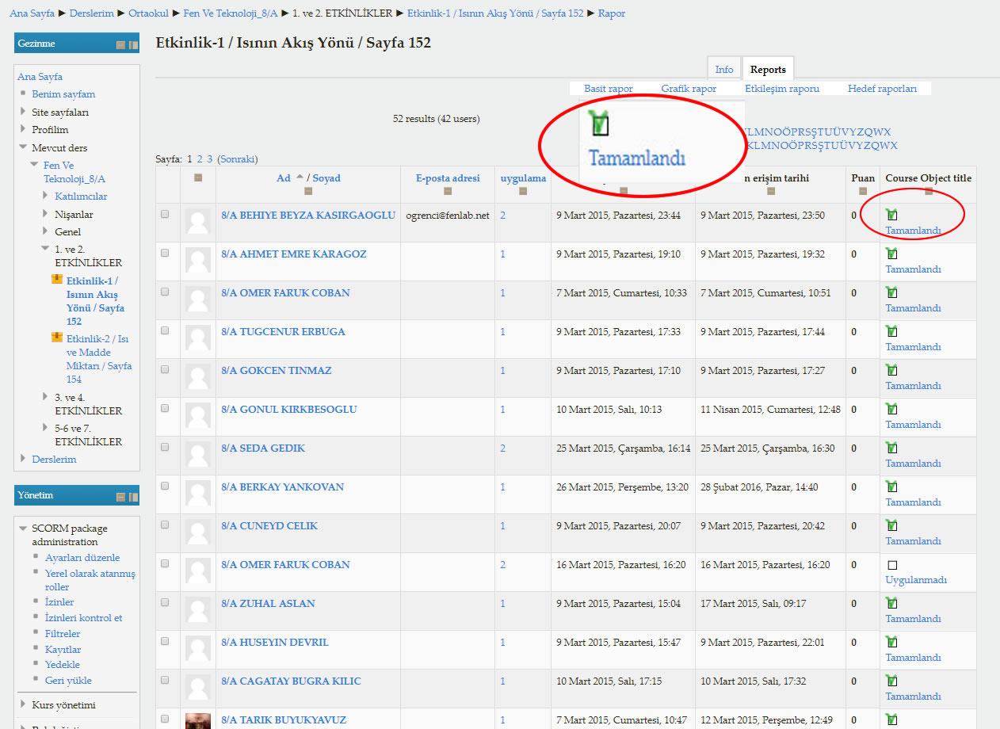 Ana Sayfa ▶ Derslerim ▶ Ortaokul ▶ Fen Ve Teknoloji_8/A ▶ 1. ve 2. ETKİNLİKLER ▶ Etkinlik-1 / Isının Akış Yönü / Sayfa 152 ▶ Rapor
Gezinme
Ana Sayfa
Benim sayfam
Site sayfaları
Profilim
Mevcut ders
Fen Ve
Teknoloji_8/A
Katılımcılar
Nişanlar
Genel
1. ve 2.
ETKİNLİKLER
Etkinlik-1 /
Isının Akış
Yönü / Sayfa
152
Etkinlik-2 / Isı
ve Madde
Miktarı / Sayfa
154
3. ve 4.
ETKİNLİKLER
5-6 ve 7.
ETKİNLİKLER
Derslerim
Yönetim
SCORM package
administration
Ayarları düzenle
Yerel olarak atanmış
roller
İzinler
İzinleri kontrol et
Filtreler
Kayıtlar
Yedekle
Geri yükle
Kurs yönetimi
Etkinlik-1 / Isının Akış Yönü / Sayfa 152
Info Reports
Basit rapor Grafik rapor Etkileşim raporu Hedef raporları
52 results (42 users)
Tamamlandı
LMNOÖPRSŞTUÜVYZQWX
KLMNOÖPRSŞTUÜVYZQWX
Sayfa: 1 2 3 (Sonraki)
Ad / Soyad E-posta adresi uygulama n erişim tarihi Puan Course Object title
8/A BEHIYE BEYZA KASIRGAOGLU ogrenci@fenlab.net 2 9 Mart 2015, Pazartesi, 23:44 9 Mart 2015, Pazartesi, 23:50 0 Tamamlandı
8/A AHMET EMRE KARAGOZ 1 9 Mart 2015, Pazartesi, 19:10 9 Mart 2015, Pazartesi, 19:32 0 Tamamlandı
8/A OMER FARUK COBAN 1 7 Mart 2015, Cumartesi, 10:33 7 Mart 2015, Cumartesi, 10:51 0 Tamamlandı
8/A TUGCENUR ERBUGA 1 9 Mart 2015, Pazartesi, 17:33 9 Mart 2015, Pazartesi, 17:44 0 Tamamlandı
8/A GOKCEN TINMAZ 1 9 Mart 2015, Pazartesi, 17:10 9 Mart 2015, Pazartesi, 17:27 0 Tamamlandı
8/A GONUL KIRKBESOGLU 1 10 Mart 2015, Salı, 10:13 11 Nisan 2015, Cumartesi, 12:48 0 Tamamlandı
8/A SEDA GEDIK 2 25 Mart 2015, Çarşamba, 16:14 25 Mart 2015, Çarşamba, 16:30 0 Tamamlandı
8/A BERKAY YANKOVAN 1 26 Mart 2015, Perşembe, 13:20 28 Şubat 2016, Pazar, 14:40 0 Tamamlandı
8/A CUNEYD CELIK 1 9 Mart 2015, Pazartesi, 20:07 9 Mart 2015, Pazartesi, 20:42 0 Tamamlandı
8/A OMER FARUK COBAN 2 16 Mart 2015, Pazartesi, 16:20 16 Mart 2015, Pazartesi, 16:20 0 Uygulanmadı
8/A ZUHAL ASLAN 1 9 Mart 2015, Pazartesi, 15:04 17 Mart 2015, Salı, 09:17 0 Tamamlandı
8/A HUSEYIN DEVRIL 1 9 Mart 2015, Pazartesi, 15:47 9 Mart 2015, Pazartesi, 22:01 0 Tamamlandı
8/A CAGATAY BUGRA KILIC 1 10 Mart 2015, Salı, 17:15 10 Mart 2015, Salı, 17:32 0 Tamamlandı
8/A TARIK BUYUKYAVUZ 1 7 Mart 2015, Cumartesi, 10:47 12 Mart 2015, Perşembe, 12:49 0